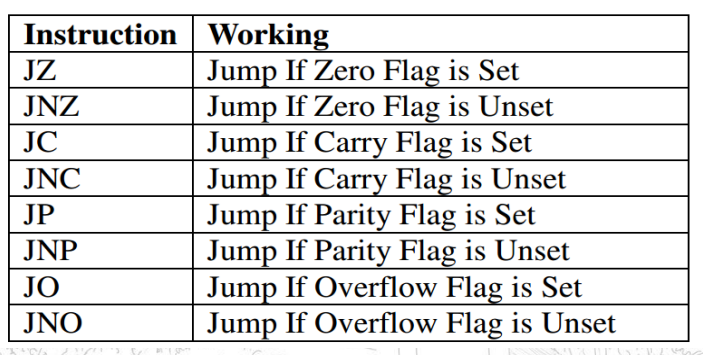 Instruction Working
JZ Jump If Zero Flag is Set
JNZ Jump If Zero Flag is Unset
JC Jump If Carry Flag is Set
JNC Jump If Carry Flag is Unset
JP Jump If Parity Flag is Set
JNP Jump If Parity Flag is Unset
JO Jump If Overflow Flag is Set
JNO Jump If Overflow Flag is Unset